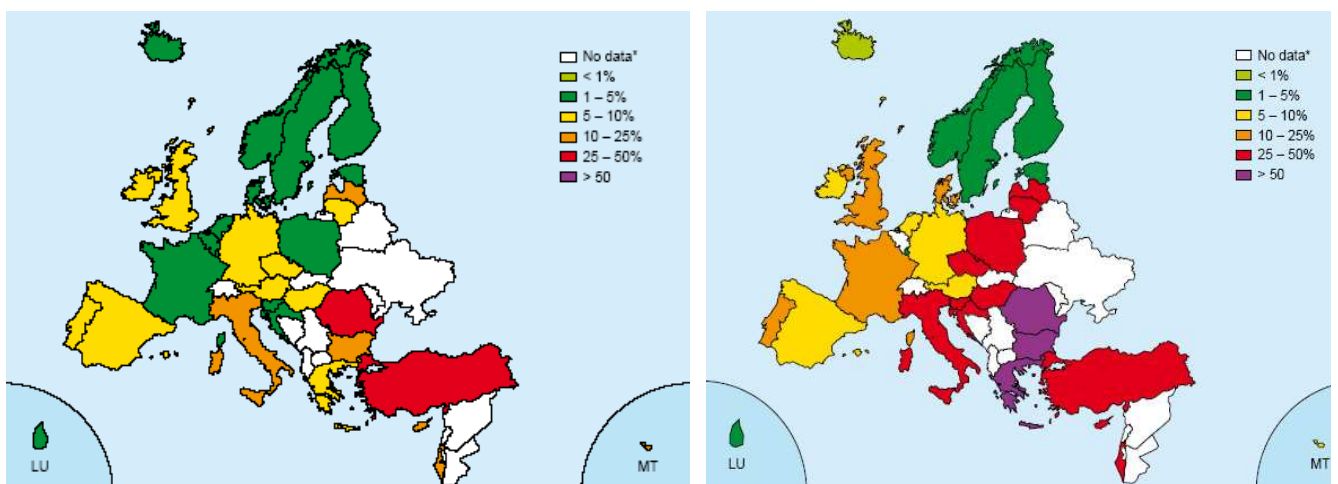 No data*
< 1%
1 – 5%
5 – 10%
10 – 25%
25 – 50%
> 50
LU
MT
No data*
< 1%
1 – 5%
5 – 10%
10 – 25%
25 – 50%
> 50
LU
MT